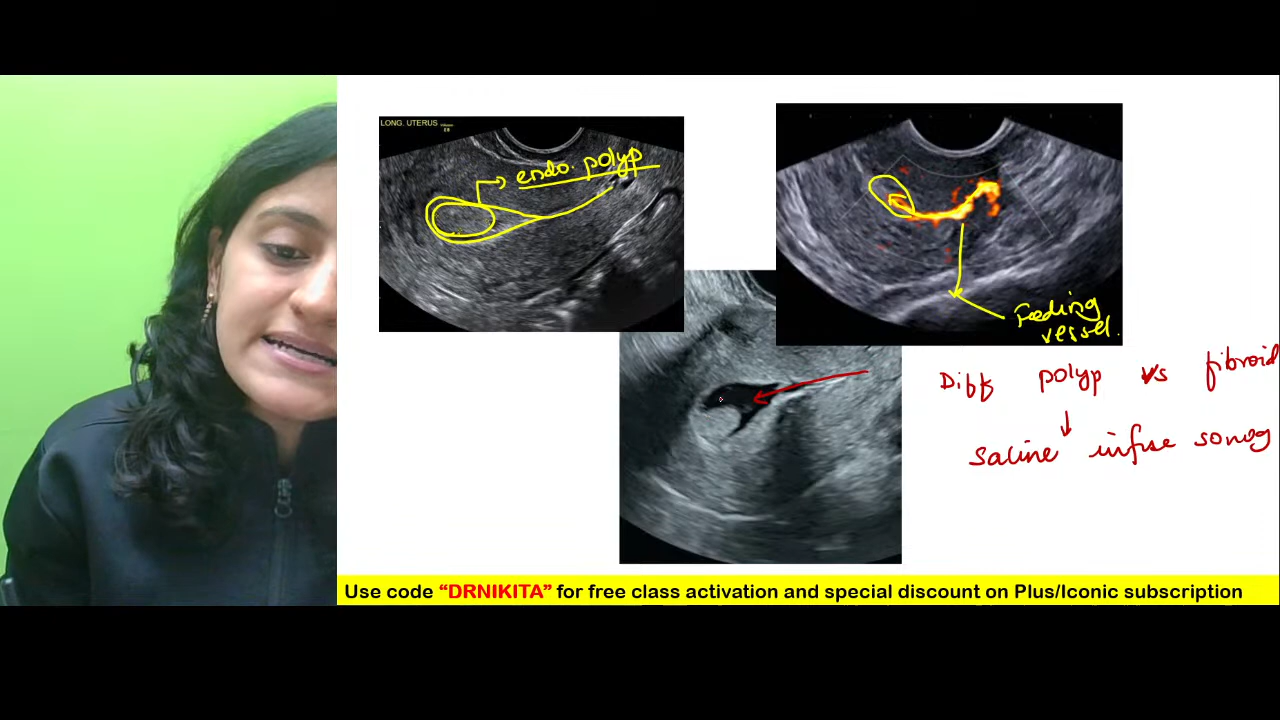 LONG. UTERUS
endo. polyp
Feeding
vessel.
Diff polyp vs fibroid
Saline infuse sonog
Use code “DRNIKITA” for free class activation and special discount on Plus/Iconic subscription